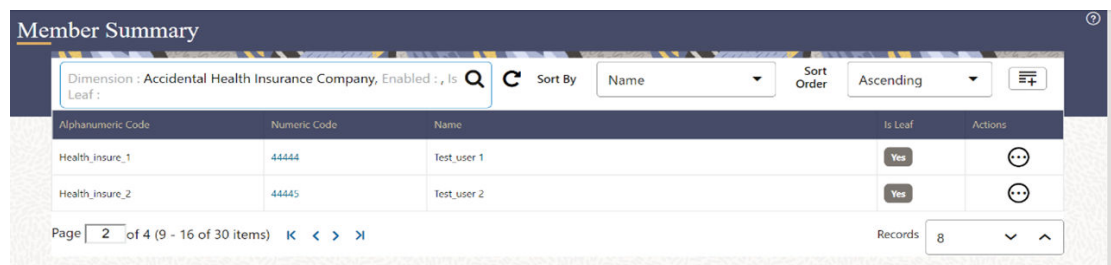 Member Summary
Dimension : Accidental Health Insurance Company, Enabled : , Is
Leaf :
Sort By
Name
Sort
Order
Ascending
Alphanumeric Code Numeric Code Name Is Leaf Actions
Health_insure_1 44444 Test_user 1 Yes
Health_insure_2 44445 Test_user 2 Yes
Page 2 of 4 (9 - 16 of 30 items) Records 8